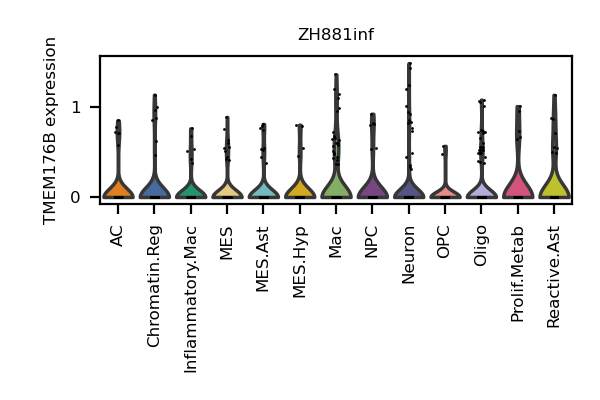 ZH881inf
TMEM176B expression
1
0
AC
Chromatin.Reg
Inflammatory.Mac
MES
MES.Ast
MES.Hyp
Mac
NPC
Neuron
OPC
Oligo
Prolif.Metab
Reactive.Ast